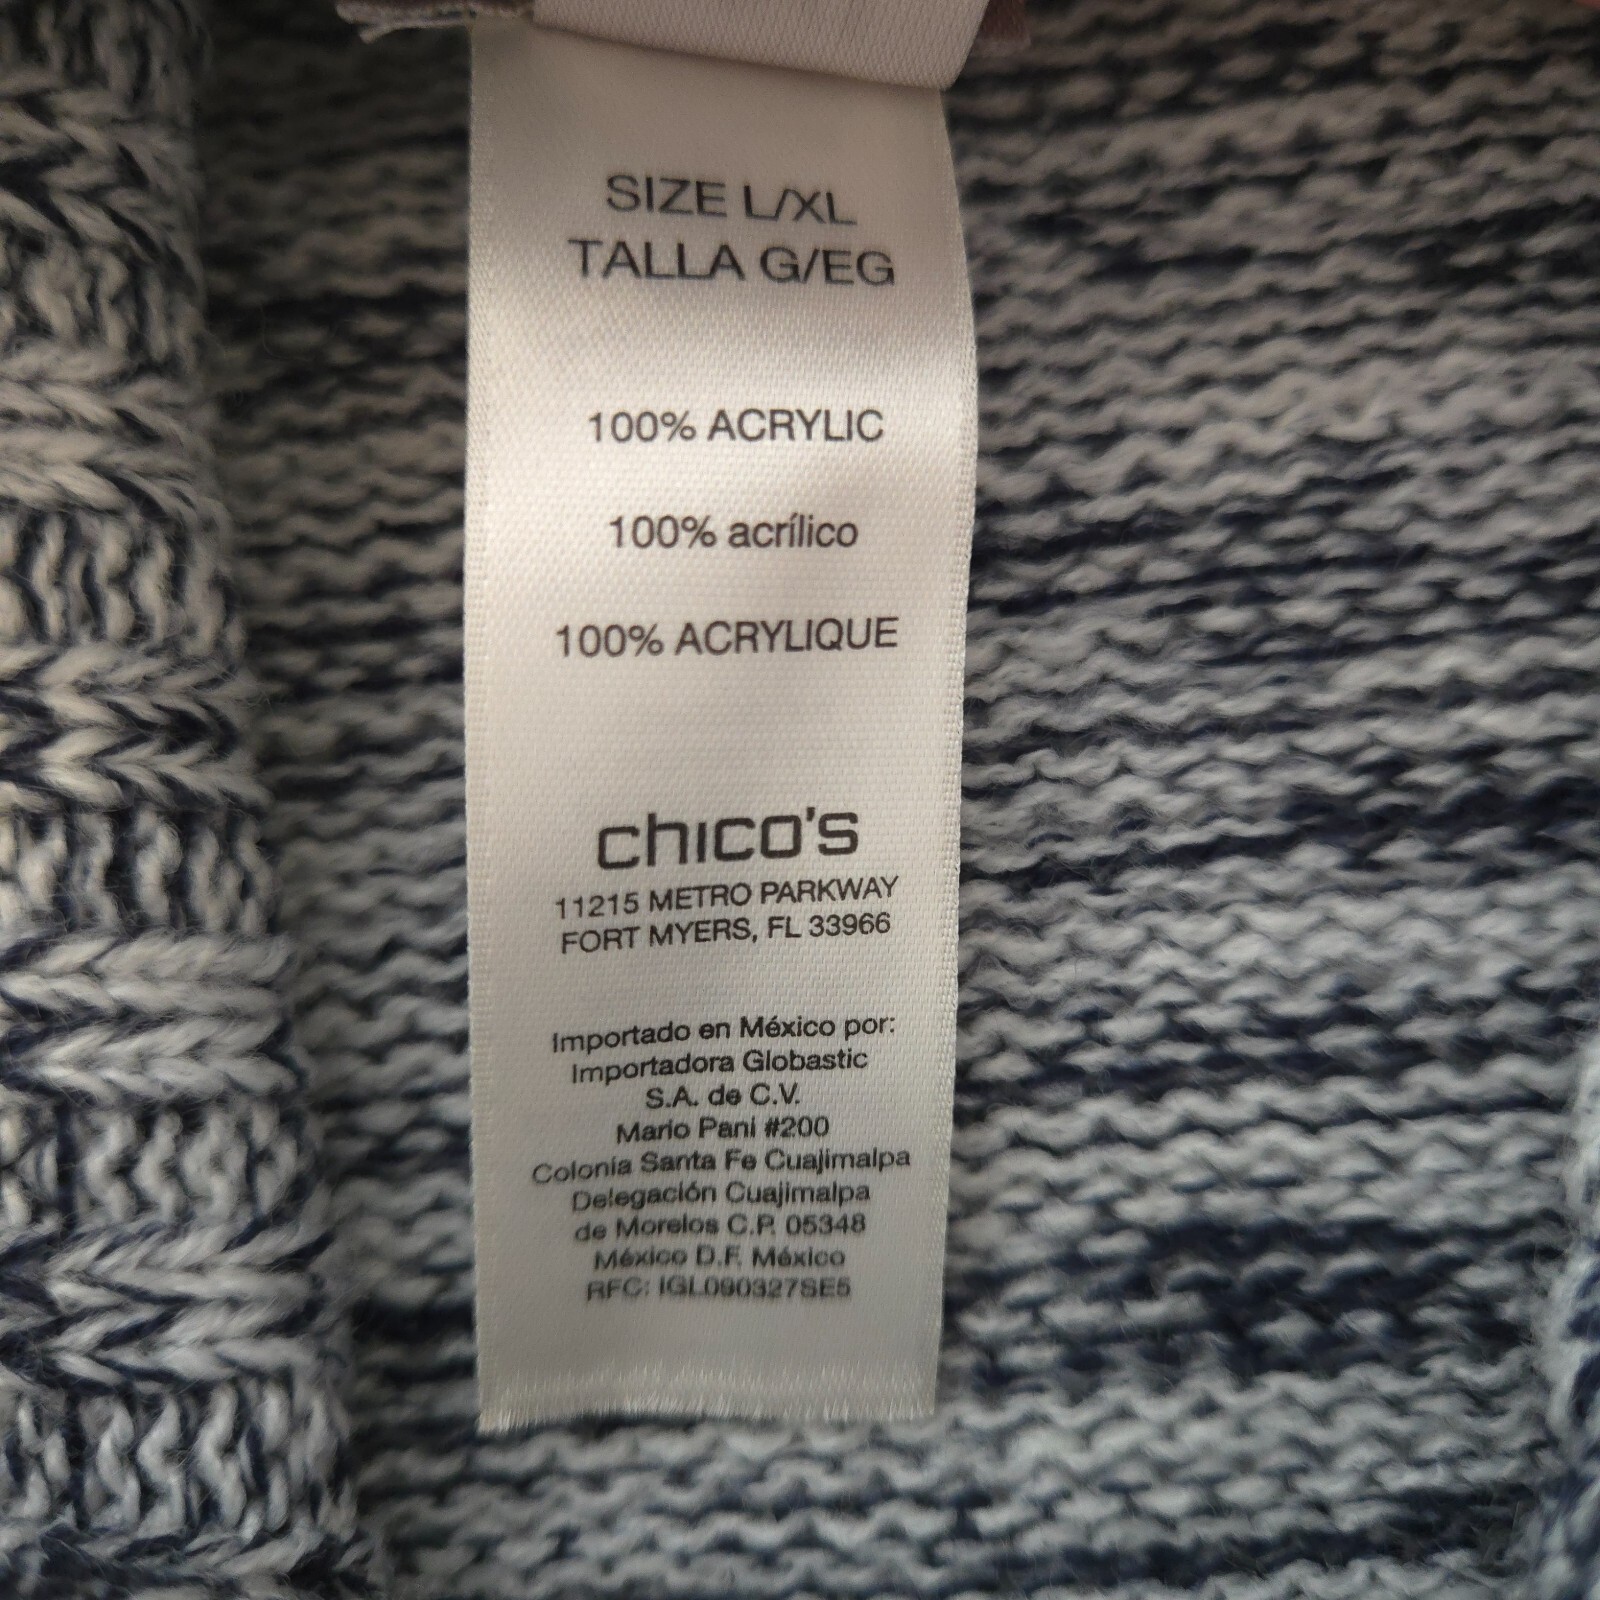 SIZE L/XL
TALLA G/EG
100% ACRYLIC
100% acrílico
100% ACRYLIQUE
chico's
11215 METRO PARKWAY
FORT MYERS, FL 33966
Importado en México por:
Importadora Globastic
S.A. de C.V.
Mario Pani #200
Colonia Santa Fe Cuajimalpa
Delegación Cuajimalpa
de Morelos C.P. 05348
México D.F. México
RFC: IGL090327SE5